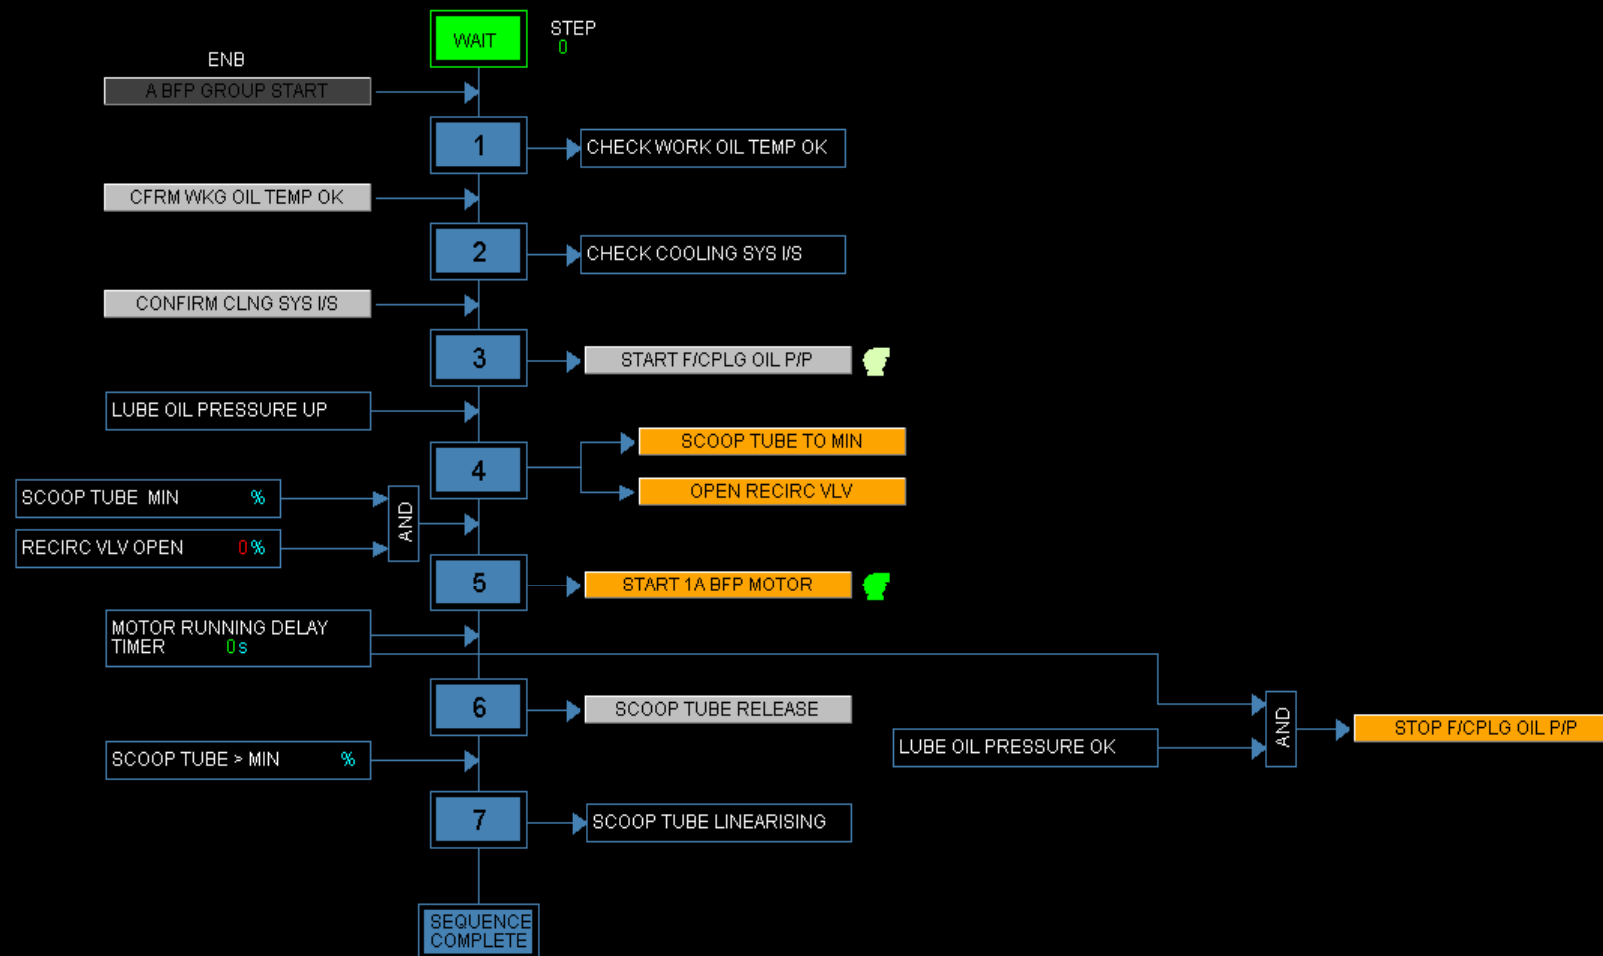 WAIT
STEP
0
ENB
A BFP GROUP START
1
CHECK WORK OIL TEMP OK
CFRM WKG OIL TEMP OK
2
CHECK COOLING SYS I/S
CONFIRM CLNG SYS I/S
3
START F/CPLG OIL P/P
LUBE OIL PRESSURE UP
SCOOP TUBE TO MIN
4
OPEN RECIRC VLV
SCOOP TUBE MIN %
AND
RECIRC VLV OPEN 0%
5
START 1A BFP MOTOR
MOTOR RUNNING DELAY
TIMER 0s
6
SCOOP TUBE RELEASE
AND
STOP F/CPLG OIL P/P
LUBE OIL PRESSURE OK
SCOOP TUBE > MIN %
7
SCOOP TUBE LINEARISING
SEQUENCE
COMPLETE